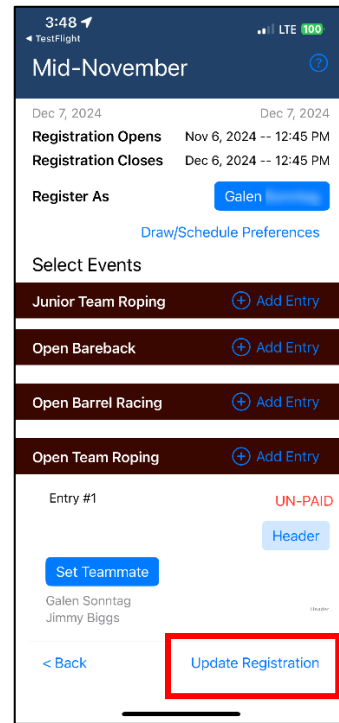 3:48
LTE 100
◀ TestFlight
Mid-November
?
Dec 7, 2024 Dec 7, 2024
Registration Opens Nov 6, 2024 -- 12:45 PM
Registration Closes Dec 6, 2024 -- 12:45 PM
Register As Galen
Draw/Schedule Preferences
Select Events
Junior Team Roping + Add Entry
Open Bareback + Add Entry
Open Barrel Racing + Add Entry
Open Team Roping + Add Entry
Entry #1 UN-PAID
Header
Set Teammate
Galen Sonntag Header
Jimmy Biggs
< Back Update Registration